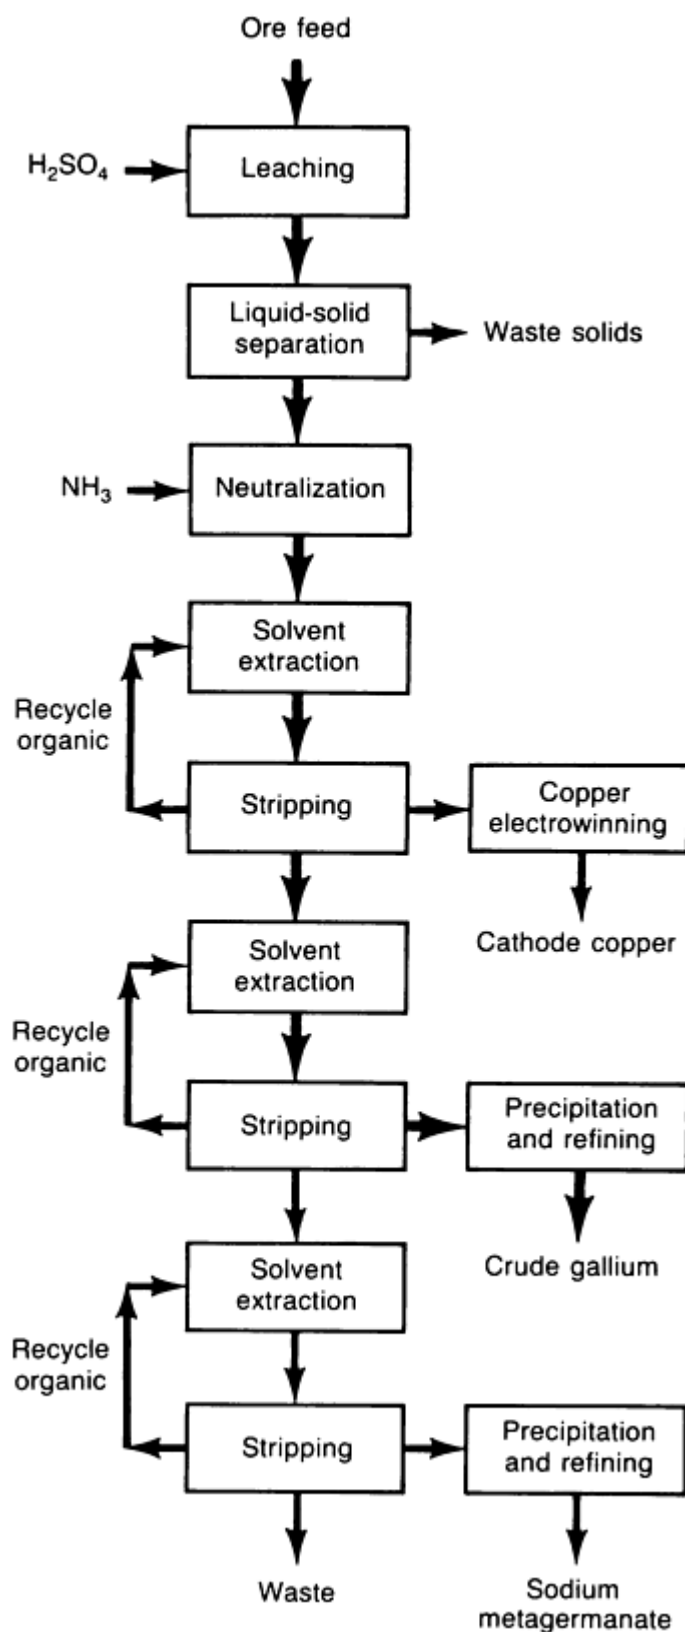 Ore feed
H₂SO₄
Leaching
Liquid-solid
separation
Waste solids
NH₃
Neutralization
Solvent
extraction
Recycle
organic
Stripping
Copper
electrowinning
Cathode copper
Solvent
extraction
Recycle
organic
Stripping
Precipitation
and refining
Crude gallium
Solvent
extraction
Recycle
organic
Stripping
Precipitation
and refining
Waste
Sodium
metagermanate